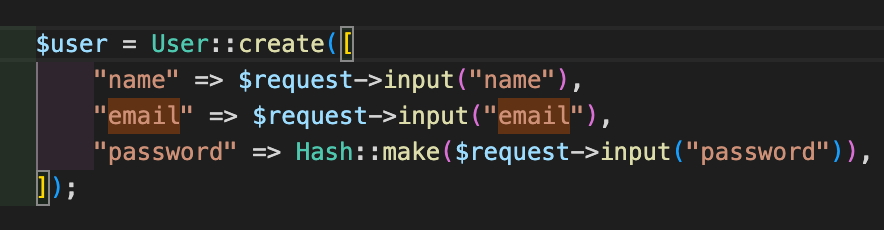 $user = User::create([
    "name" => $request->input("name"),
    "email" => $request->input("email"),
    "password" => Hash::make($request->input("password")),
]);